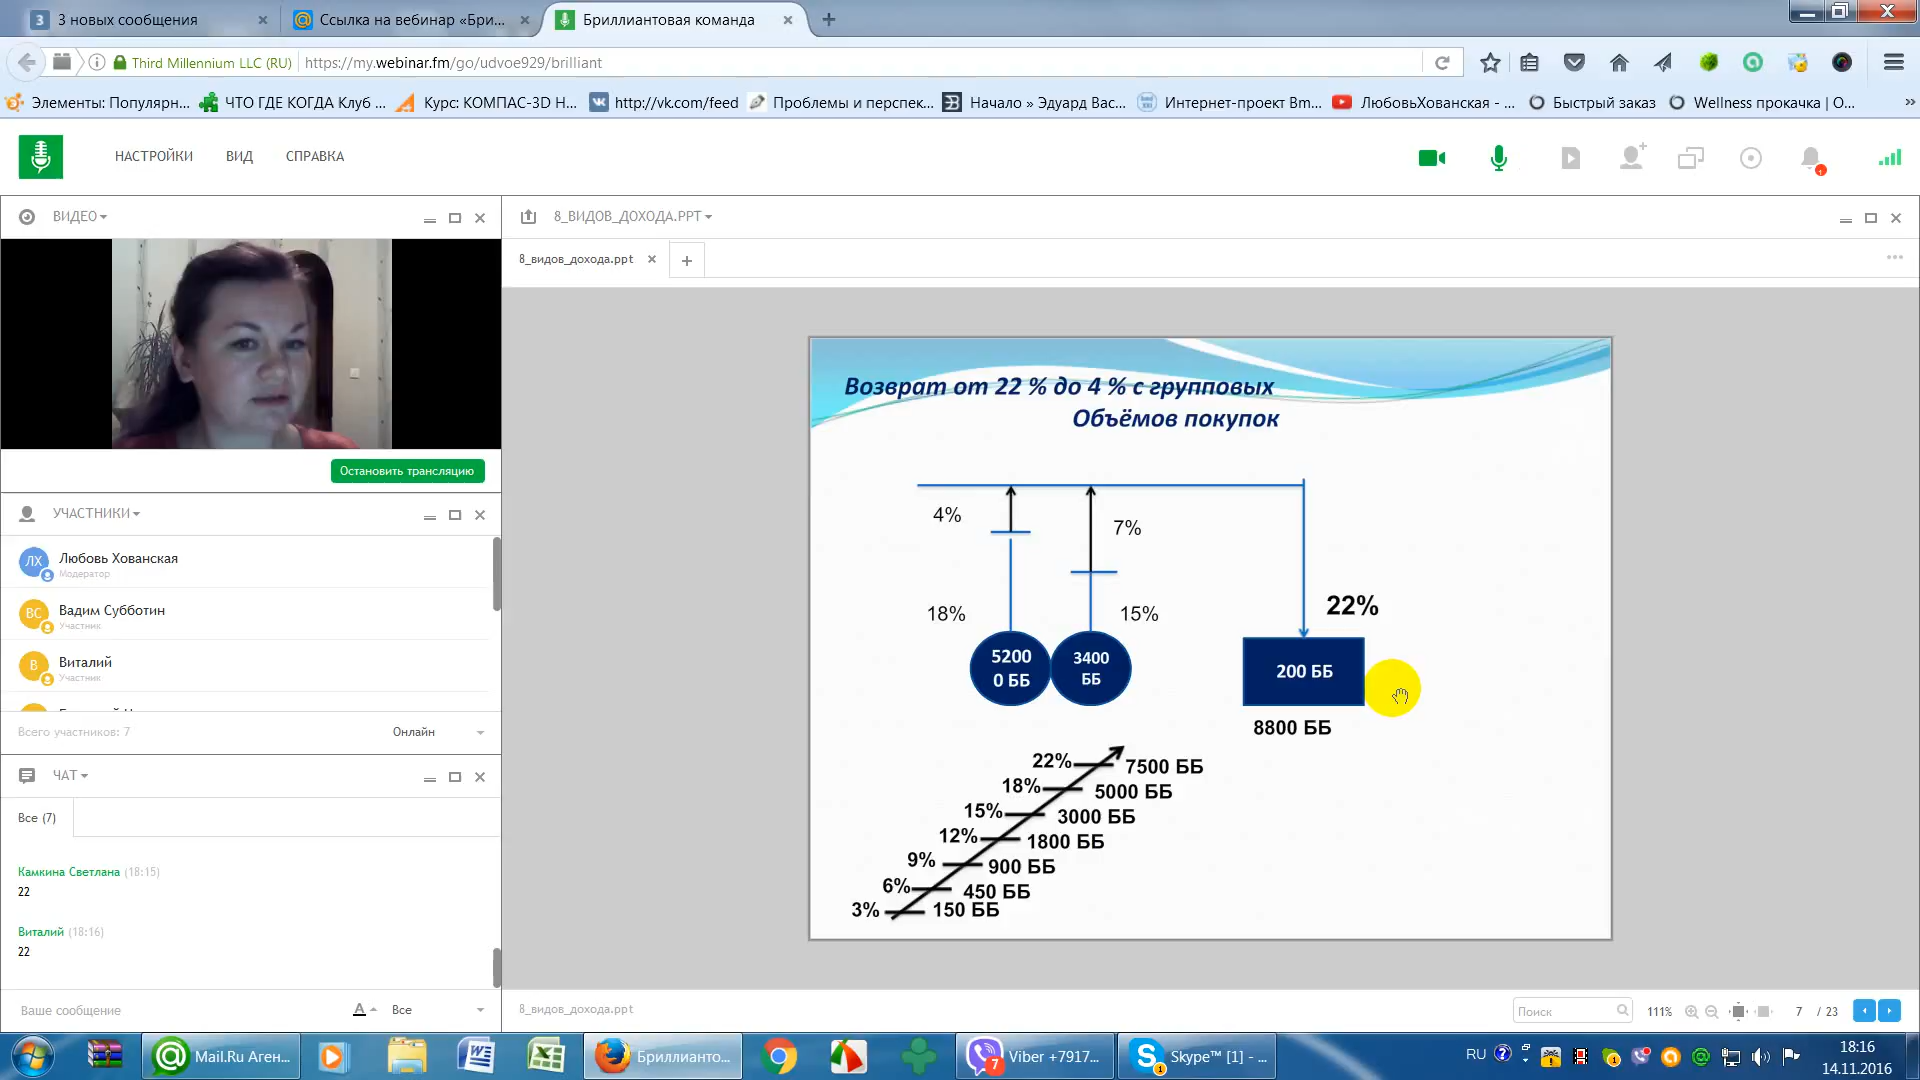 3 новых сообщения
Ссылка на вебинар «Бри...
Бриллиантовая команда
Third Millennium LLC (RU)
https://my.webinar.fm/go/udvoe929/brilliant
Элементы: Популярн...
ЧТО ГДЕ КОГДА Клуб ...
Курс: КОМПАС-3D Н...
http://vk.com/feed
Проблемы и перспек...
Начало » Эдуард Вас...
Интернет-проект Bm...
ЛюбовьХованская - ...
Быстрый заказ
Wellness прокачка | О...
НАСТРОЙКИ
ВИД
СПРАВКА
ВИДЕО
Остановить трансляцию
УЧАСТНИКИ
ЛХ
Любовь Хованская
Модератор
ВС
Вадим Субботин
Участник
В
Виталий
Участник
Всего участников: 7
Онлайн
ЧАТ
Все (7)
Камкина Светлана (18:15)
22
Виталий (18:16)
22
Ваше сообщение
А
Все
8_ВИДОВ_ДОХОДА.PPT
8_видов_дохода.ppt
Возврат от 22 % до 4 % с групповых
Объёмов покупок
4%
7%
18%
15%
22%
5200
0 ББ
3400
ББ
200 ББ
8800 ББ
22%
7500 ББ
18%
5000 ББ
15%
3000 ББ
12%
1800 ББ
9%
900 ББ
6%
450 ББ
3%
150 ББ
8_видов_дохода.ppt
Поиск
111%
7 / 23
Mail.Ru Аген...
Бриллианто...
7
Viber +7917...
Skype™ [1] - ...
RU
18:16
14.11.2016